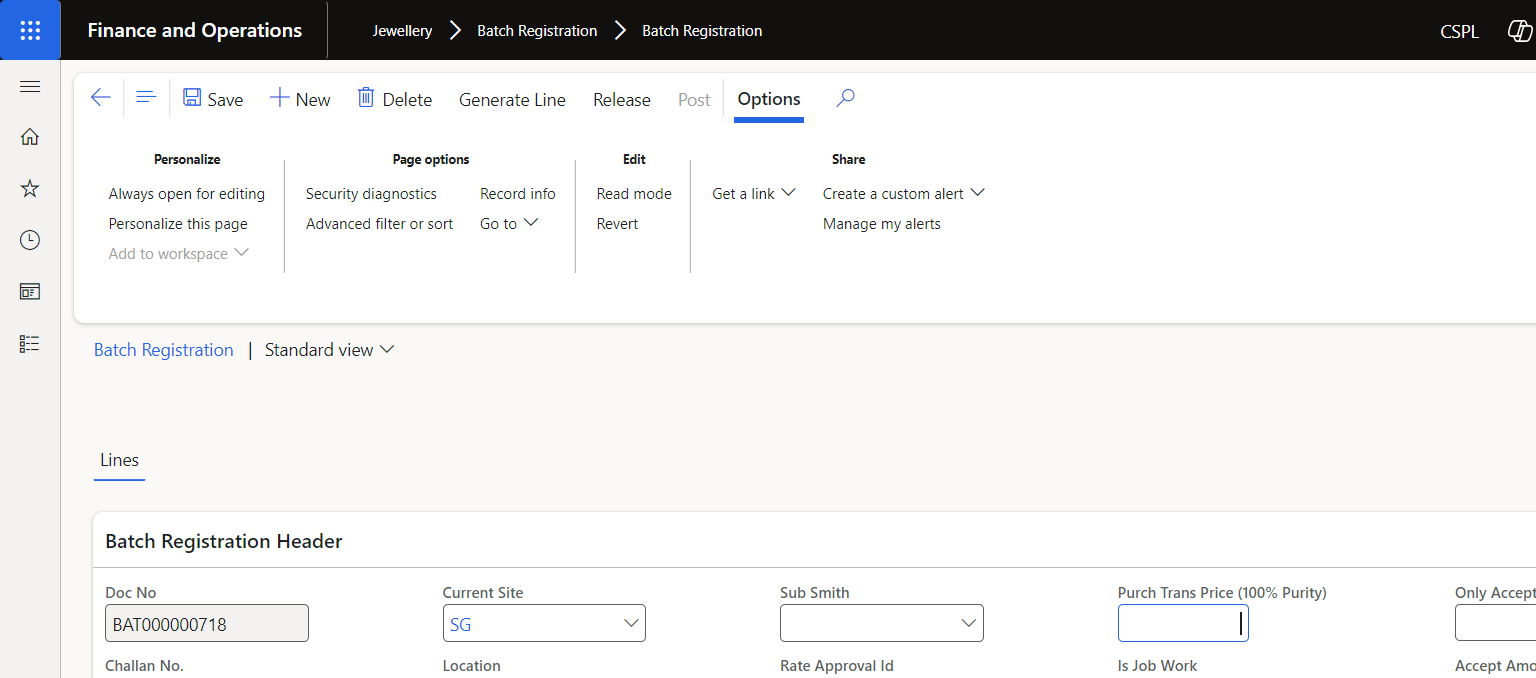 Finance and Operations Jewellery Batch Registration Batch Registration CSPL
Save New Delete Generate Line Release Post Options
Personalize Page options Edit Share
Always open for editing Security diagnostics Record info Read mode Get a link Create a custom alert
Personalize this page Advanced filter or sort Go to Revert Manage my alerts
Add to workspace
Batch Registration | Standard view
Lines
Batch Registration Header
Doc No Current Site Sub Smith Purch Trans Price (100% Purity) Only Accept
BAT000000718 SG
Challan No. Location Rate Approval Id Is Job Work Accept Amo